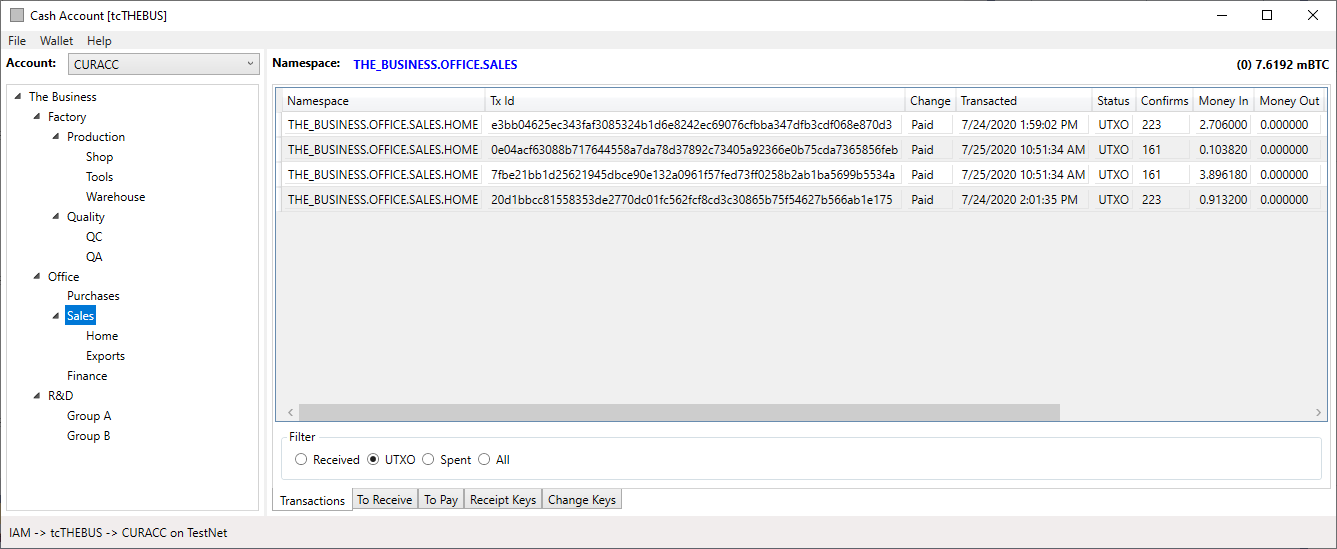 Cash Account [tcTHEBUS]
File Wallet Help
Account: CURACC
Namespace: THE_BUSINESS.OFFICE.SALES (0) 7.6192 mBTC
The Business
Factory
Production
Shop
Tools
Warehouse
Quality
QC
QA
Office
Purchases
Sales
Home
Exports
Finance
R&D
Group A
Group B
Namespace Tx Id Change Transacted Status Confirms Money In Money Out
THE_BUSINESS.OFFICE.SALES.HOME e3bb04625ec343faf3085324b1d6e8242ec69076cfbba347dfb3cdf068e870d3 Paid 7/24/2020 1:59:02 PM UTXO 223 2.706000 0.000000
THE_BUSINESS.OFFICE.SALES.HOME 0e04acf63088b717644558a7da78d37892c73405a92366e0b75cda7365856feb Paid 7/25/2020 10:51:34 AM UTXO 161 0.103820 0.000000
THE_BUSINESS.OFFICE.SALES.HOME 7fbe21bb1d25621945dbce90e132a0961f57fed73ff0258b2ab1ba5699b5534a Paid 7/25/2020 10:51:34 AM UTXO 161 3.896180 0.000000
THE_BUSINESS.OFFICE.SALES.HOME 20d1bbcc81558353de2770dc01fc562fcf8cd3c30865b75f54627b566ab1e175 Paid 7/24/2020 2:01:35 PM UTXO 223 0.913200 0.000000
Filter
Received UTXO Spent All
Transactions To Receive To Pay Receipt Keys Change Keys
IAM -> tcTHEBUS -> CURACC on TestNet